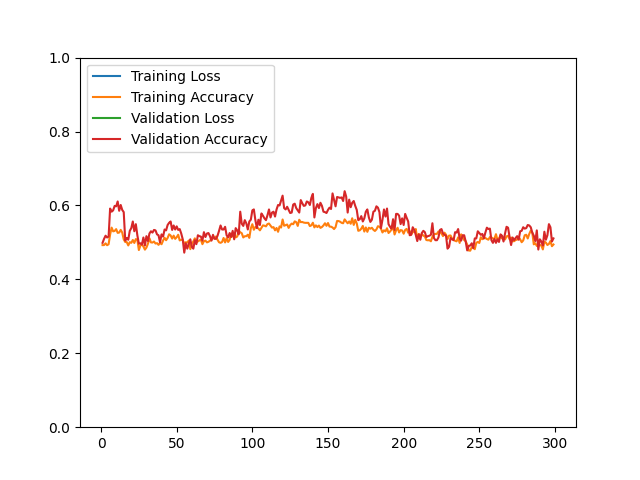 1.0
0.8
0.6
0.4
0.2
0.0
Training Loss
Training Accuracy
Validation Loss
Validation Accuracy
0 50 100 150 200 250 300